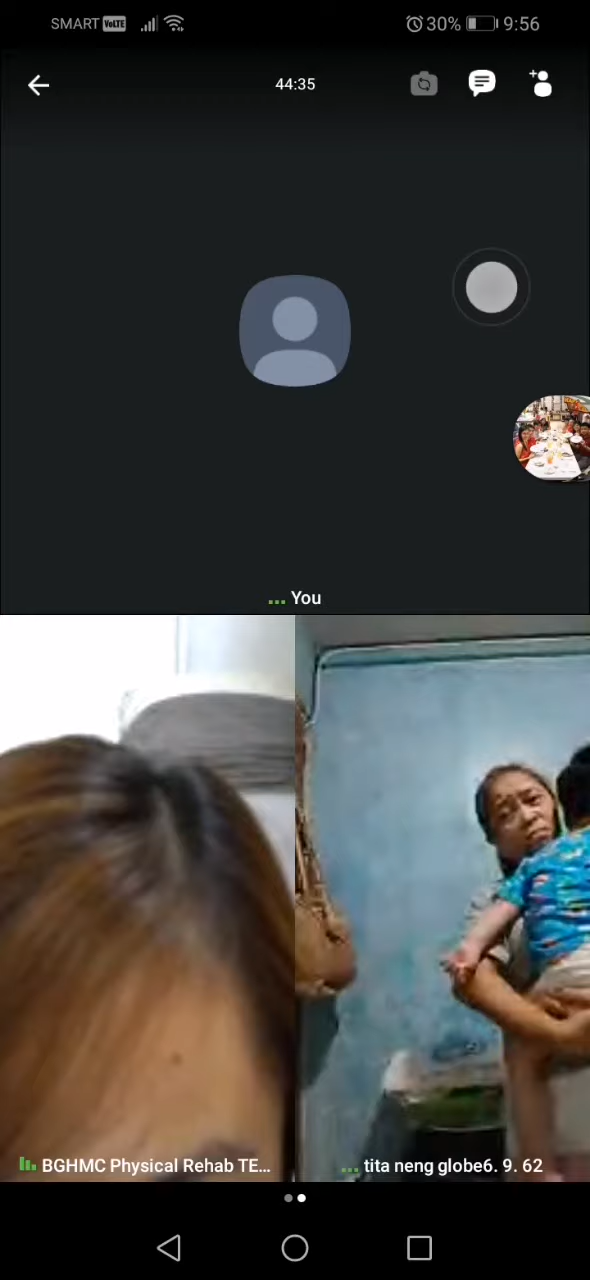 SMART VoLTE 30% 9:56
44:35
You
BGHMC Physical Rehab TE...
tita neng globe6. 9. 62